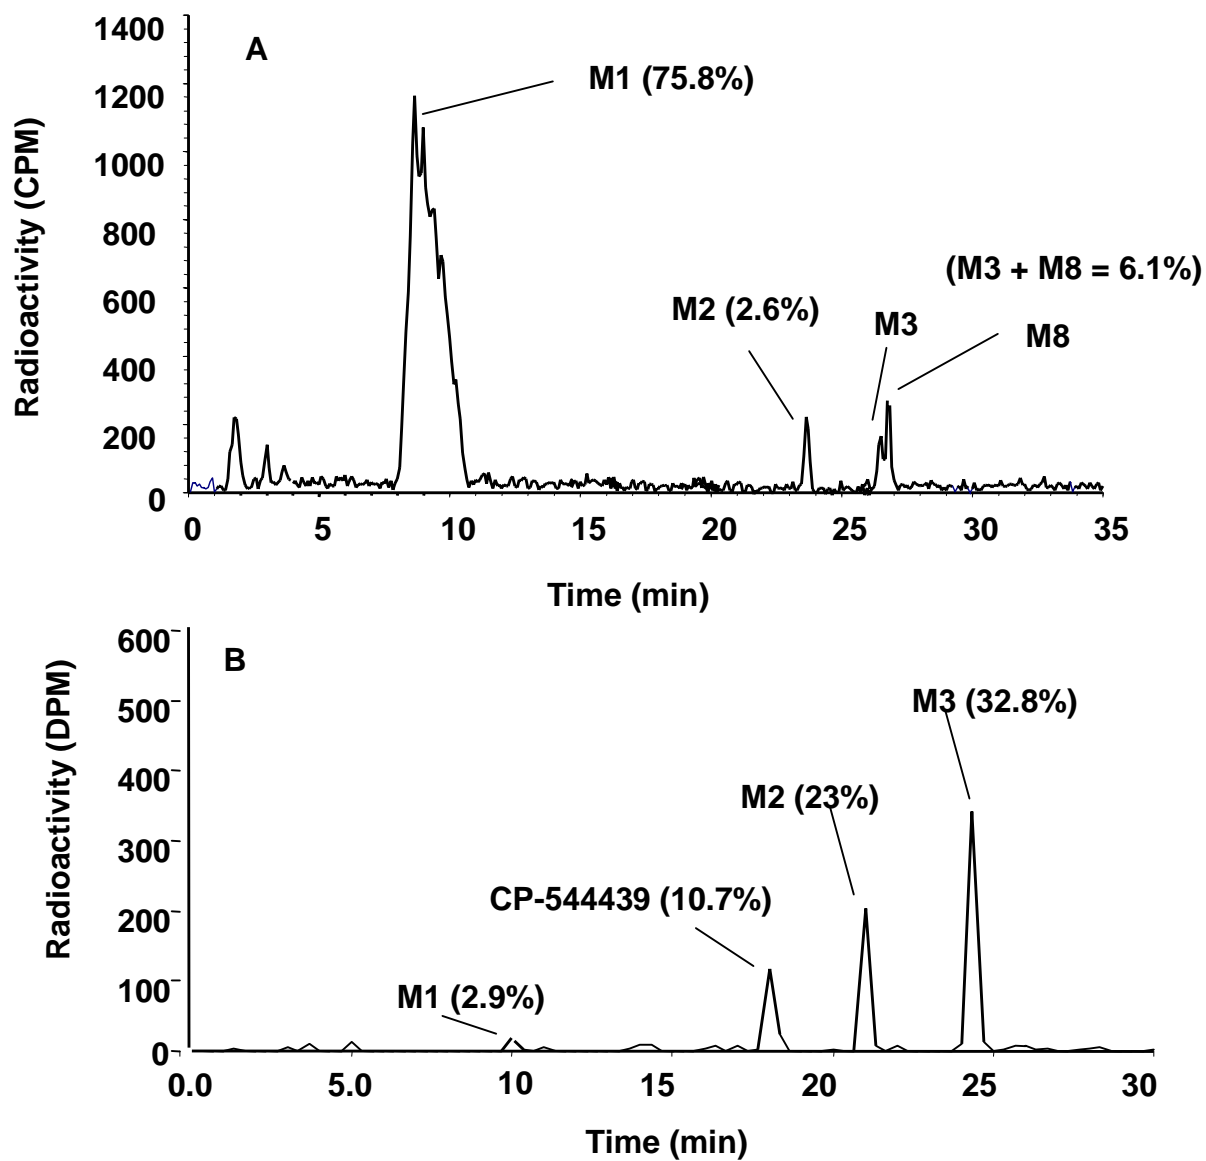 A
Radioactivity (CPM)
1400
1200
1000
800
600
400
200
0
M1 (75.8%)
(M3 + M8 = 6.1%)
M2 (2.6%)
M3
M8
0 5 10 15 20 25 30 35
Time (min)
B
Radioactivity (DPM)
600
500
400
300
200
100
0
M3 (32.8%)
M2 (23%)
CP-544439 (10.7%)
M1 (2.9%)
0.0 5.0 10 15 20 25 30
Time (min)